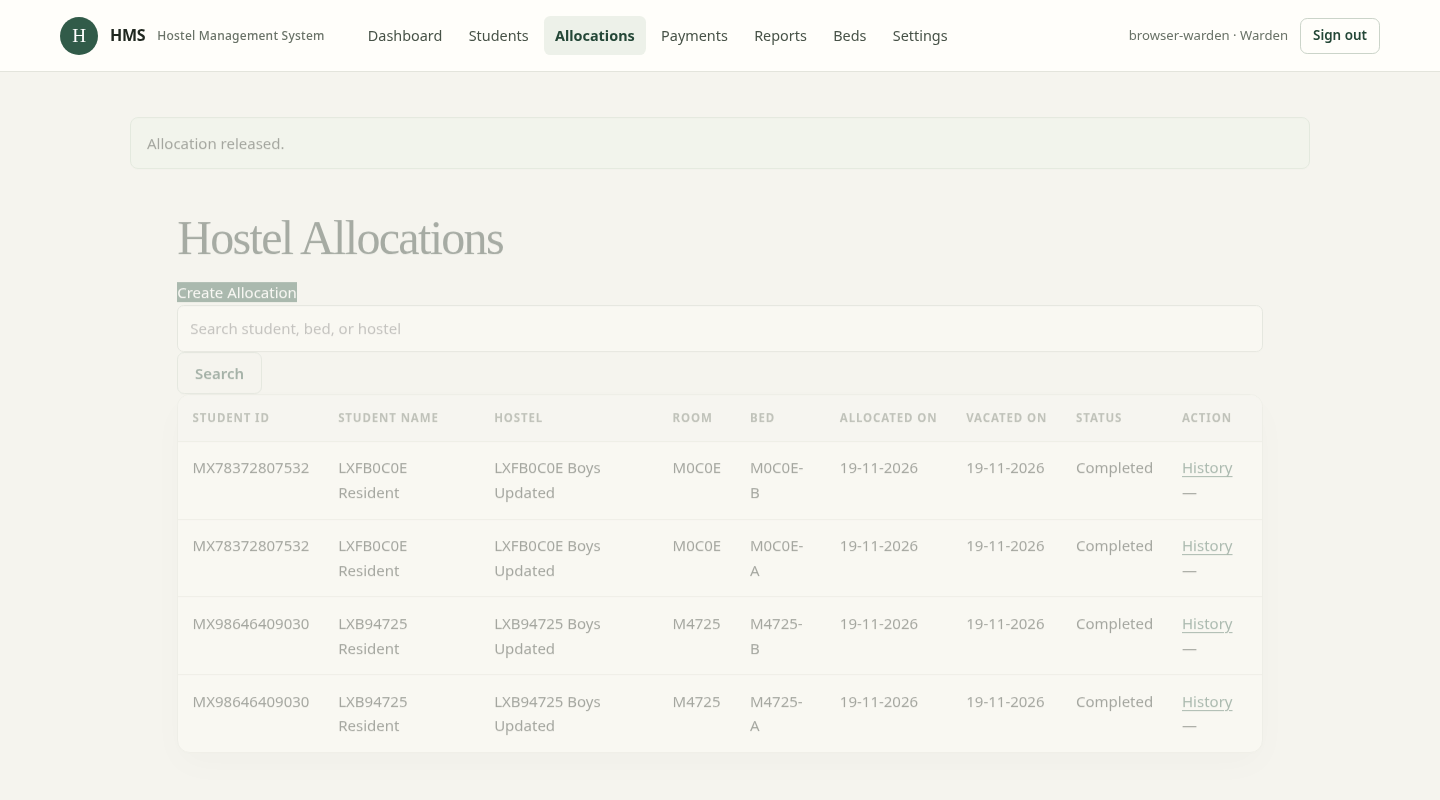 H HMS Hostel Management System Dashboard Students Allocations Payments Reports Beds Settings browser-warden · Warden Sign out
Allocation released.
Hostel Allocations
Create Allocation
Search student, bed, or hostel
Search
STUDENT ID STUDENT NAME HOSTEL ROOM BED ALLOCATED ON VACATED ON STATUS ACTION
MX78372807532 LXFB0C0E LXFB0C0E Boys M0C0E M0C0E- 19-11-2026 19-11-2026 Completed History
Resident Updated B —
MX78372807532 LXFB0C0E LXFB0C0E Boys M0C0E M0C0E- 19-11-2026 19-11-2026 Completed History
Resident Updated A —
MX98646409030 LXB94725 LXB94725 Boys M4725 M4725- 19-11-2026 19-11-2026 Completed History
Resident Updated B —
MX98646409030 LXB94725 LXB94725 Boys M4725 M4725- 19-11-2026 19-11-2026 Completed History
Resident Updated A —